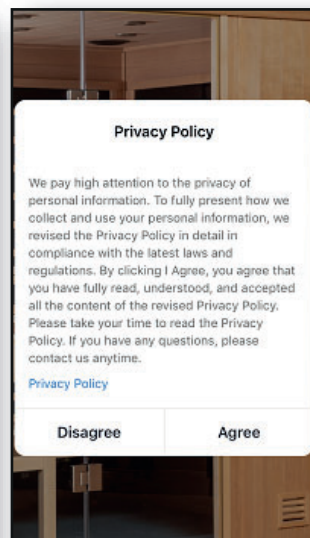 Privacy Policy
We pay high attention to the privacy of
personal information. To fully present how we
collect and use your personal information, we
revised the Privacy Policy in detail in
compliance with the latest laws and
regulations. By clicking I Agree, you agree that
you have fully read, understood, and accepted
all the content of the revised Privacy Policy.
Please take your time to read the Privacy
Policy. If you have any questions, please
contact us anytime.
Privacy Policy
Disagree Agree